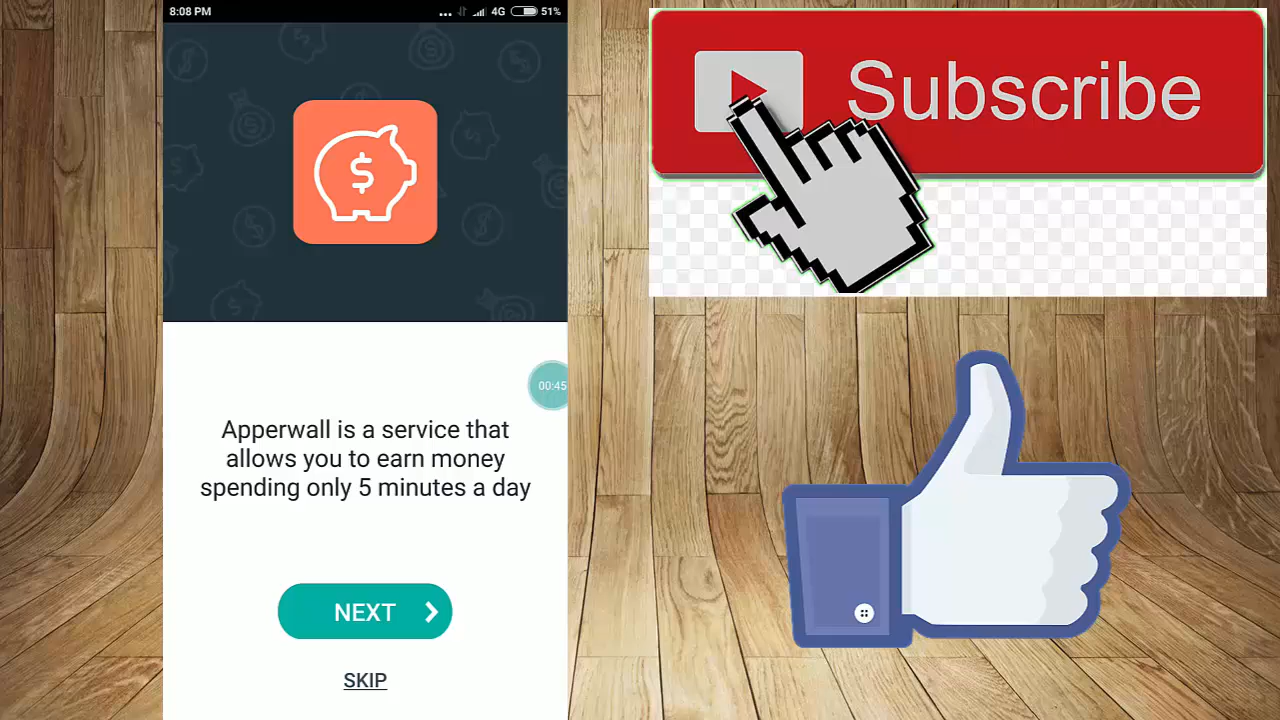 8:08 PM
... 4G 51%
Subscribe
$
00:45
Apperwall is a service that
allows you to earn money
spending only 5 minutes a day
NEXT
SKIP